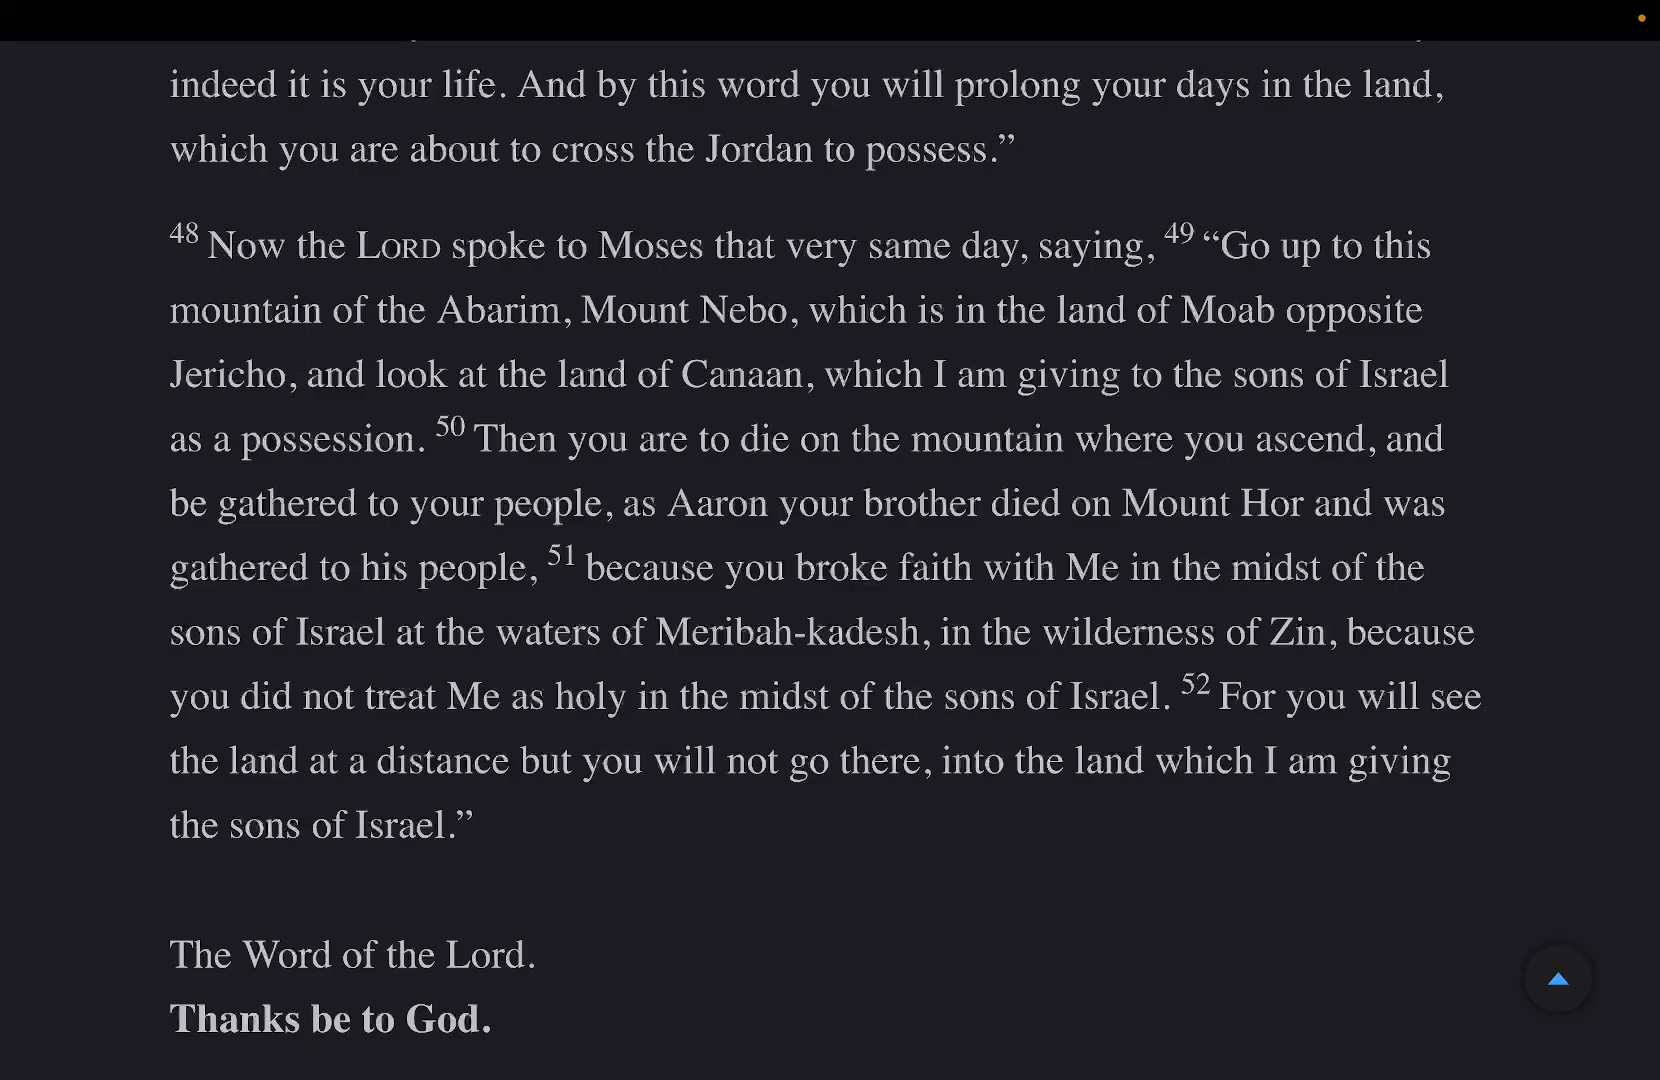 indeed it is your life. And by this word you will prolong your days in the land,
which you are about to cross the Jordan to possess.”
48 Now the LORD spoke to Moses that very same day, saying, 49 “Go up to this
mountain of the Abarim, Mount Nebo, which is in the land of Moab opposite
Jericho, and look at the land of Canaan, which I am giving to the sons of Israel
as a possession. 50 Then you are to die on the mountain where you ascend, and
be gathered to your people, as Aaron your brother died on Mount Hor and was
gathered to his people, 51 because you broke faith with Me in the midst of the
sons of Israel at the waters of Meribah-kadesh, in the wilderness of Zin, because
you did not treat Me as holy in the midst of the sons of Israel. 52 For you will see
the land at a distance but you will not go there, into the land which I am giving
the sons of Israel.”
The Word of the Lord.
Thanks be to God.